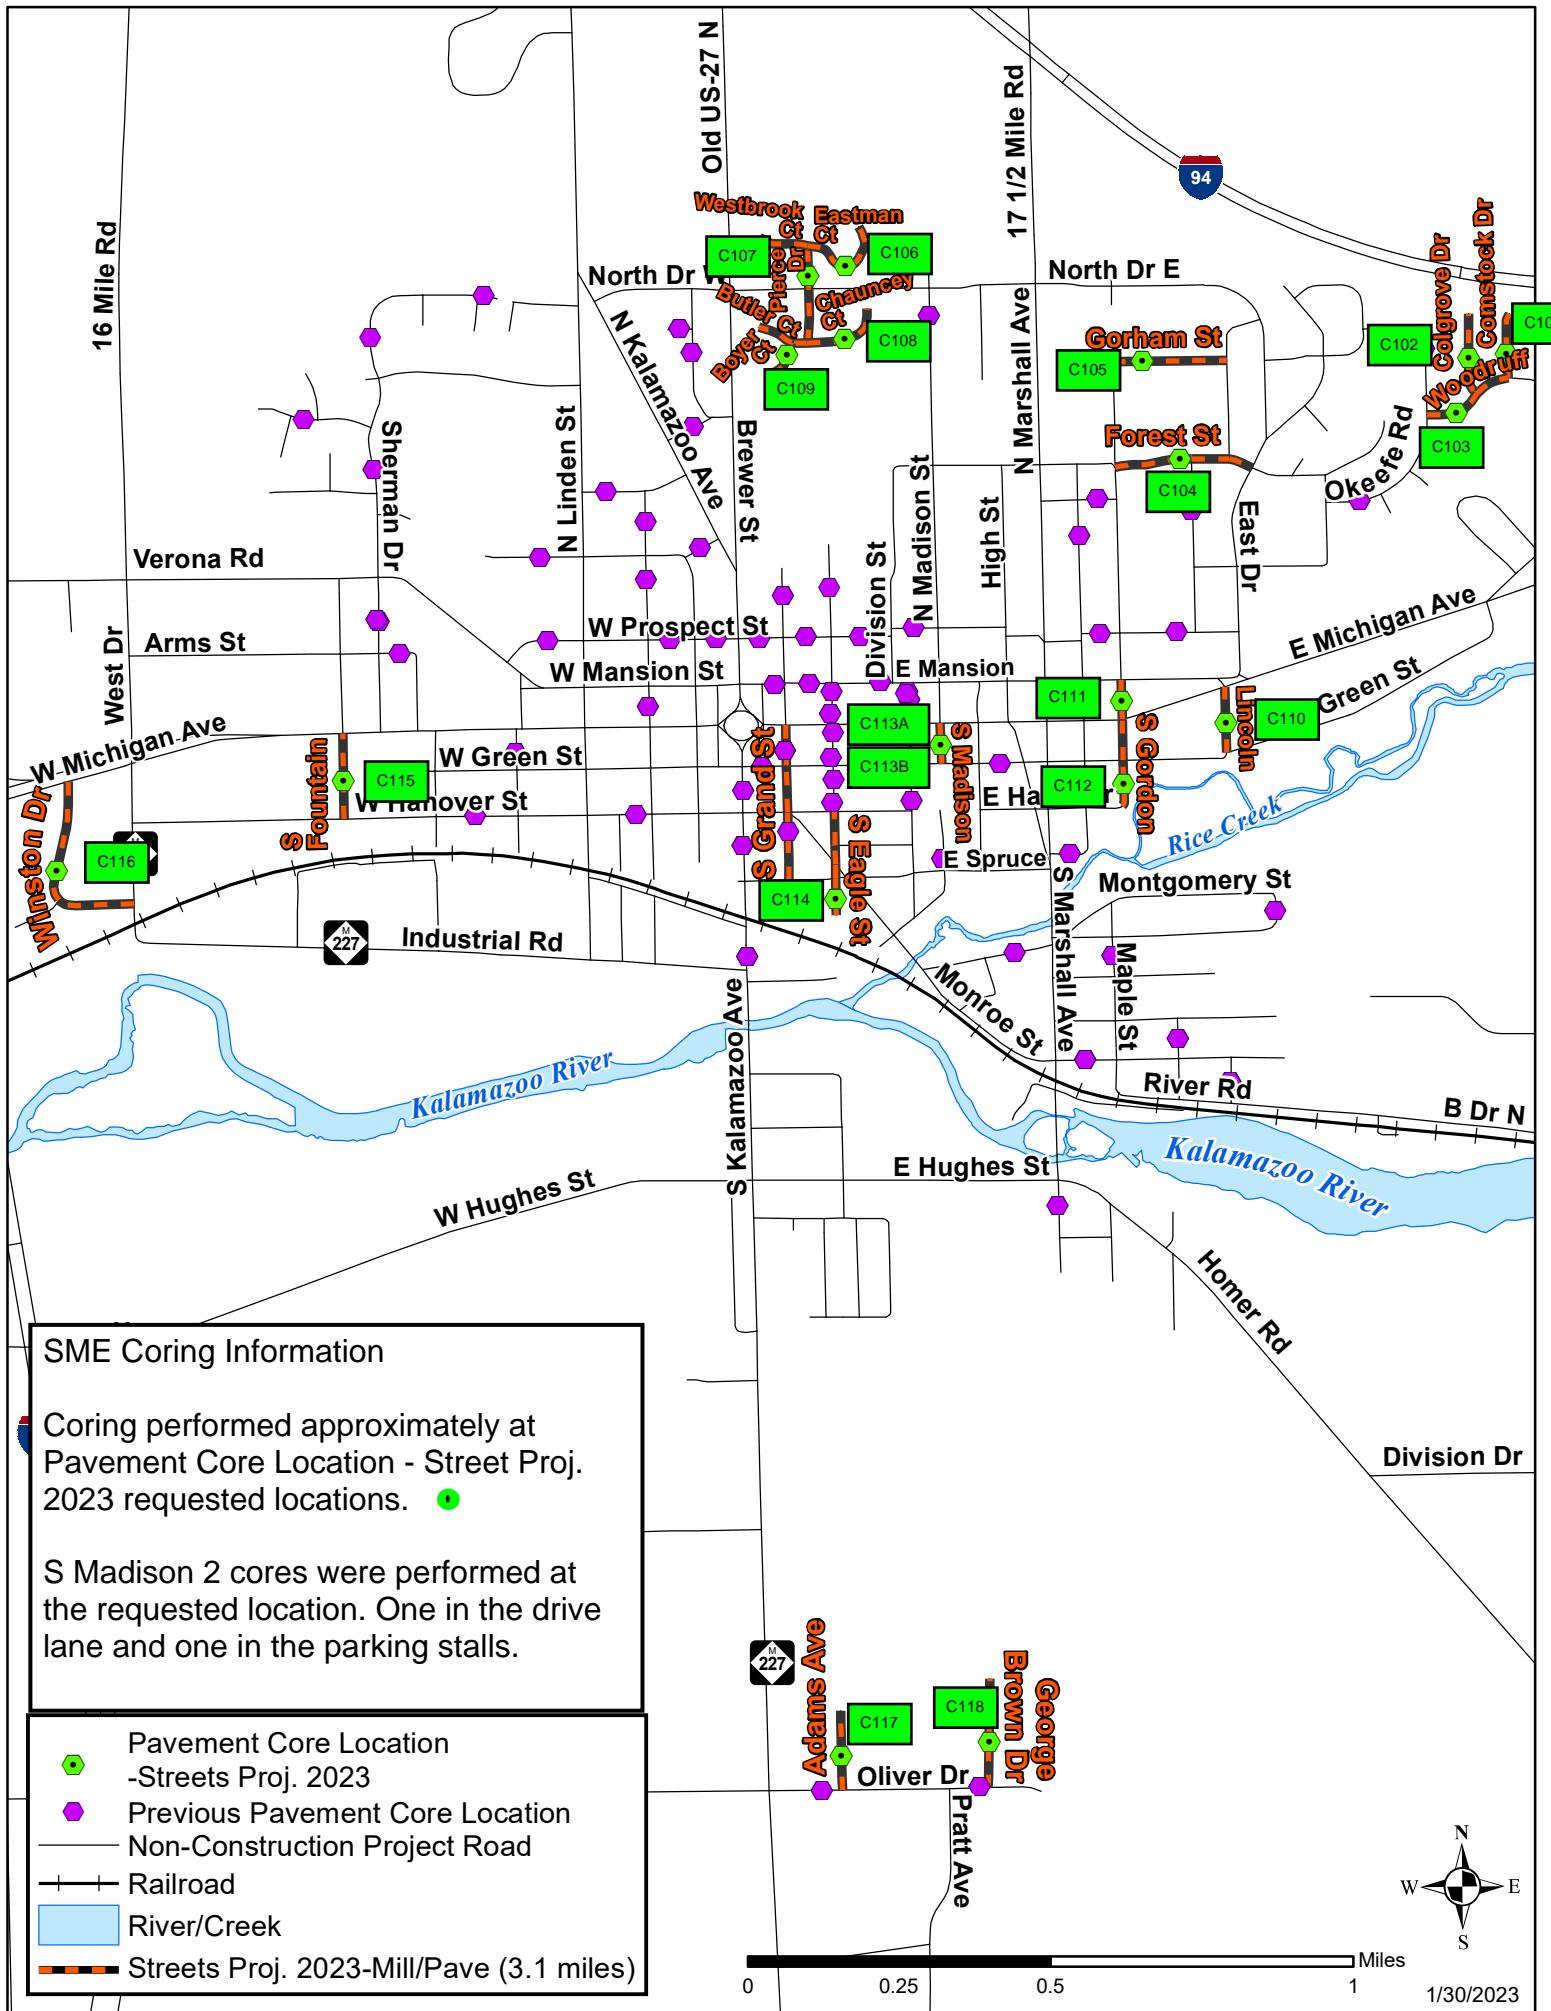 Old US-27 N
17 1/2 Mile Rd
94
16 Mile Rd
Westbrook
Ct
Eastman
Ct
C107
C106
Pierce
Dr
North Dr W
North Dr E
Butler Ct
Chauncey
Ct
Boyer
Ct
C108
C109
Colgrove Dr
Comstock Dr
C102
Woodruff
C103
Gorham St
C105
Forest St
C104
Okeefe Rd
N Kalamazoo Ave
N Marshall Ave
Sherman Dr
N Linden St
Brewer St
N Madison St
High St
East Dr
Division St
Verona Rd
W Prospect St
Arms St
W Mansion St
E Mansion
E Michigan Ave
West Dr
C111
Lincoln
C110
Green St
W Michigan Ave
C113A
S Madison
S Gordon
W Green St
C113B
C115
C112
W Hanover St
S
Fountain
S Grand St
Rice Creek
Winston Dr
C116
S Eagle St
E Spruce
C114
Montgomery St
M
227
Industrial Rd
S Marshall Ave
Maple St
Monroe St
S Kalamazoo Ave
Kalamazoo River
River Rd
B Dr N
Kalamazoo River
E Hughes St
W Hughes St
Homer Rd
Division Dr
SME Coring Information
Coring performed approximately at
Pavement Core Location - Street Proj.
2023 requested locations.
S Madison 2 cores were performed at
the requested location. One in the drive
lane and one in the parking stalls.
M
227
Adams Ave
C117
C118
George
Brown Dr
Oliver Dr
Pratt Ave
Pavement Core Location
-Streets Proj. 2023
Previous Pavement Core Location
Non-Construction Project Road
Railroad
River/Creek
Streets Proj. 2023-Mill/Pave (3.1 miles)
N
W
E
S
Miles
0
0.25
0.5
1
1/30/2023